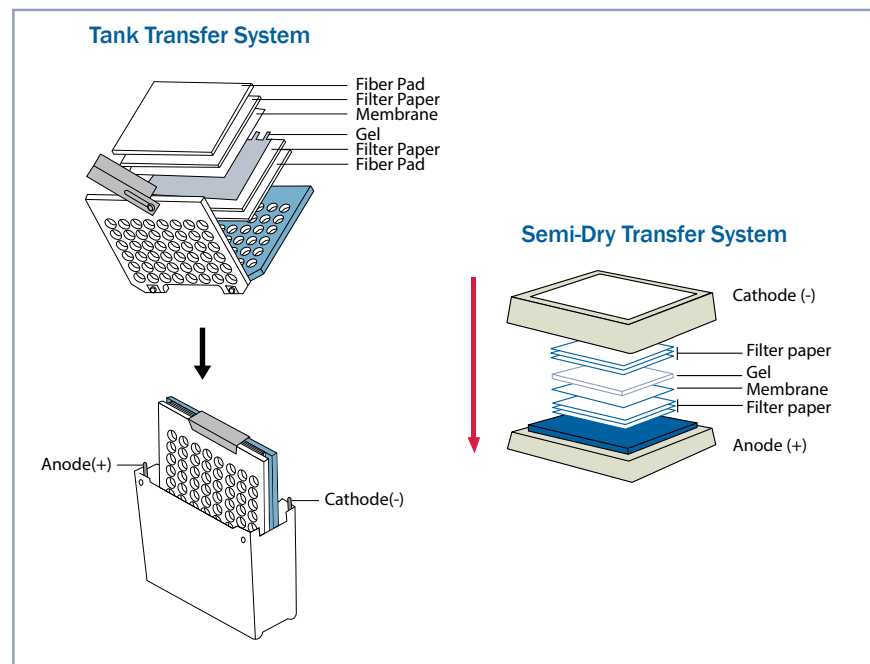 Tank Transfer System
Fiber Pad
Filter Paper
Membrane
Gel
Filter Paper
Fiber Pad
Anode(+)
Cathode(-)
Semi-Dry Transfer System
Cathode (-)
Filter paper
Gel
Membrane
Filter paper
Anode (+)